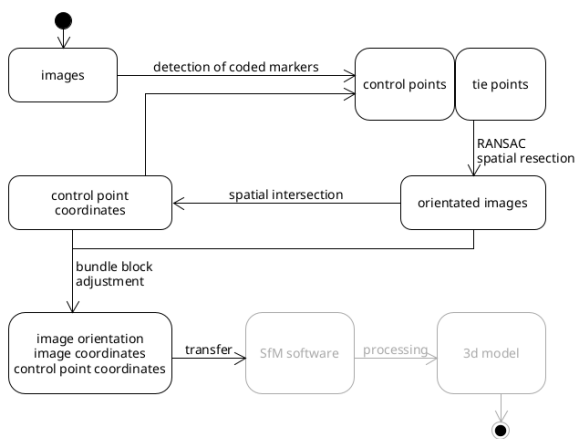 images
detection of coded markers
control points
tie points
RANSAC
spatial resection
control point
coordinates
spatial intersection
orientated images
bundle block
adjustment
image orientation
image coordinates
control point coordinates
transfer
SfM software
processing
3d model